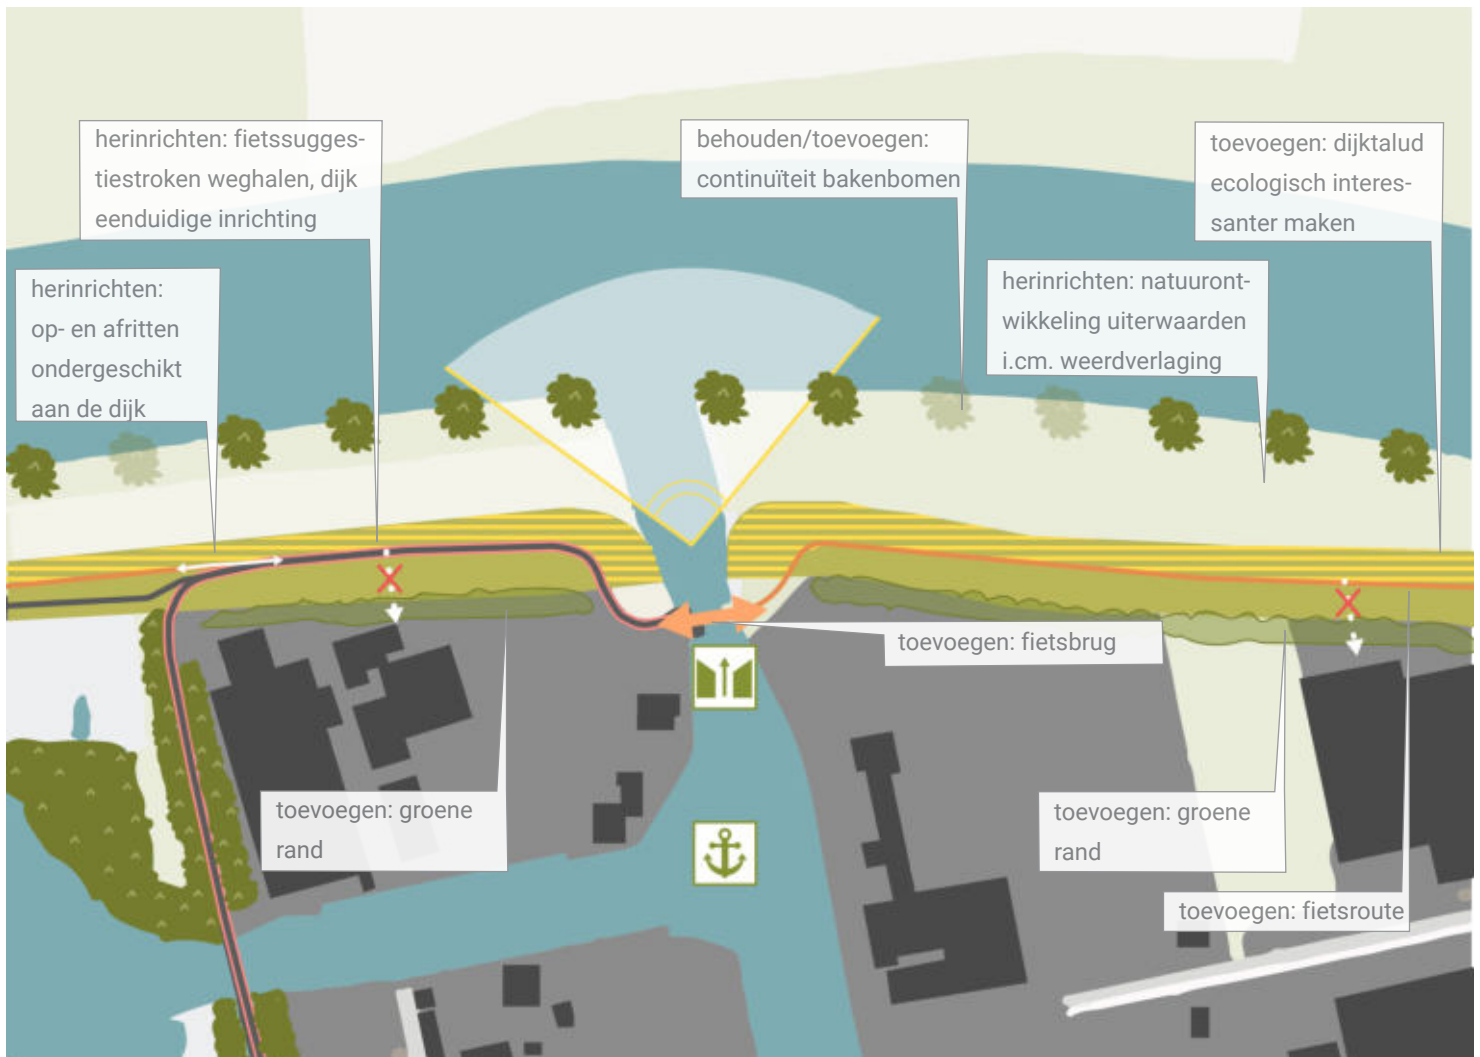 herinrichten: fietssugges-
tiestroken weghalen, dijk
eenduidige inrichting
behouden/toevoegen:
continuïteit bakenbomen
toevoegen: dijktalud
ecologisch interes-
santer maken
herinrichten:
op- en afritten
ondergeschikt
aan de dijk
herinrichten: natuuront-
wikkeling uiterwaarden
i.cm. weerdverlaging
toevoegen: fietsbrug
toevoegen: groene
rand
toevoegen: groene
rand
toevoegen: fietsroute